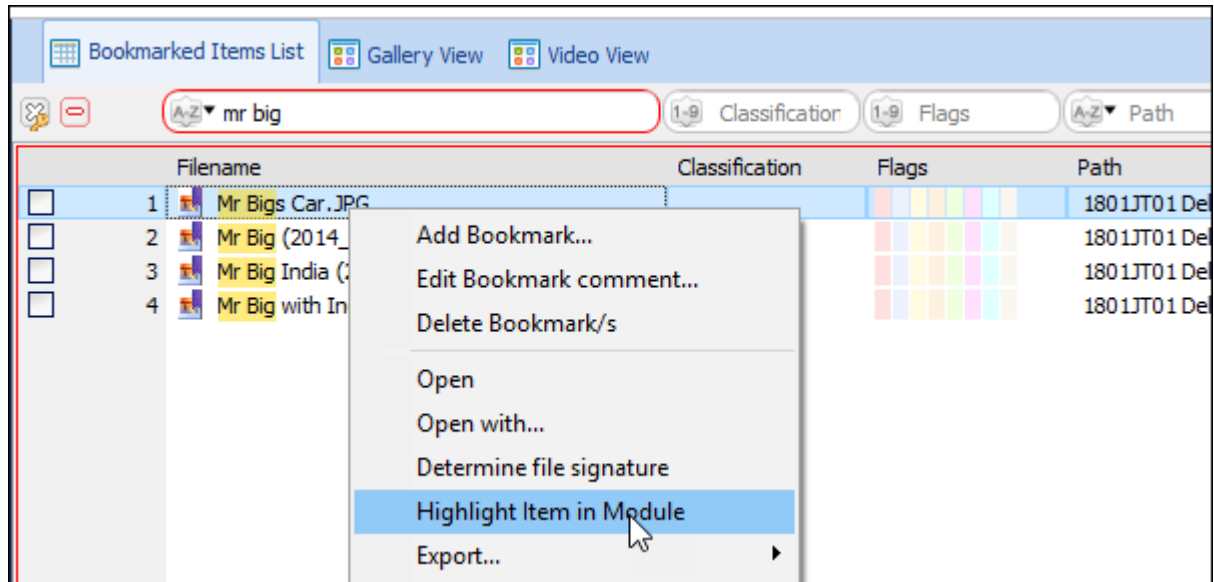 Bookmarked Items List Gallery View Video View
A-Z mr big 1-9 Classification 1-9 Flags A-Z Path
Filename Classification Flags Path
1 Mr Bigs Car.JPG 1801JT01 Del
2 Mr Big (2014_ 1801JT01 Del
3 Mr Big India (2 1801JT01 Del
4 Mr Big with In 1801JT01 Del
Add Bookmark...
Edit Bookmark comment...
Delete Bookmark/s
Open
Open with...
Determine file signature
Highlight Item in Module
Export...